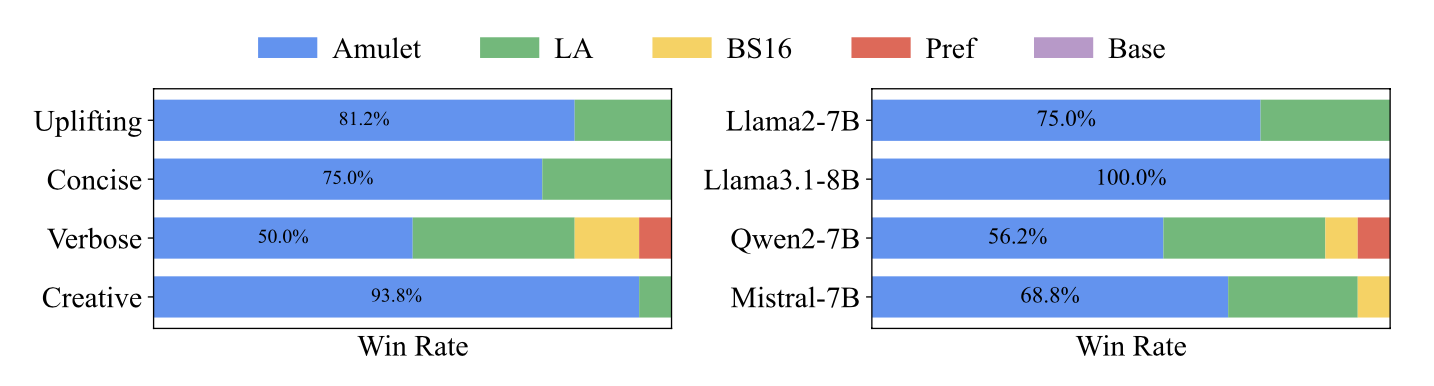 Amulet LA BS16 Pref Base
Uplifting 81.2%
Concise 75.0%
Verbose 50.0%
Creative 93.8%
Win Rate
Llama2-7B 75.0%
Llama3.1-8B 100.0%
Qwen2-7B 56.2%
Mistral-7B 68.8%
Win Rate